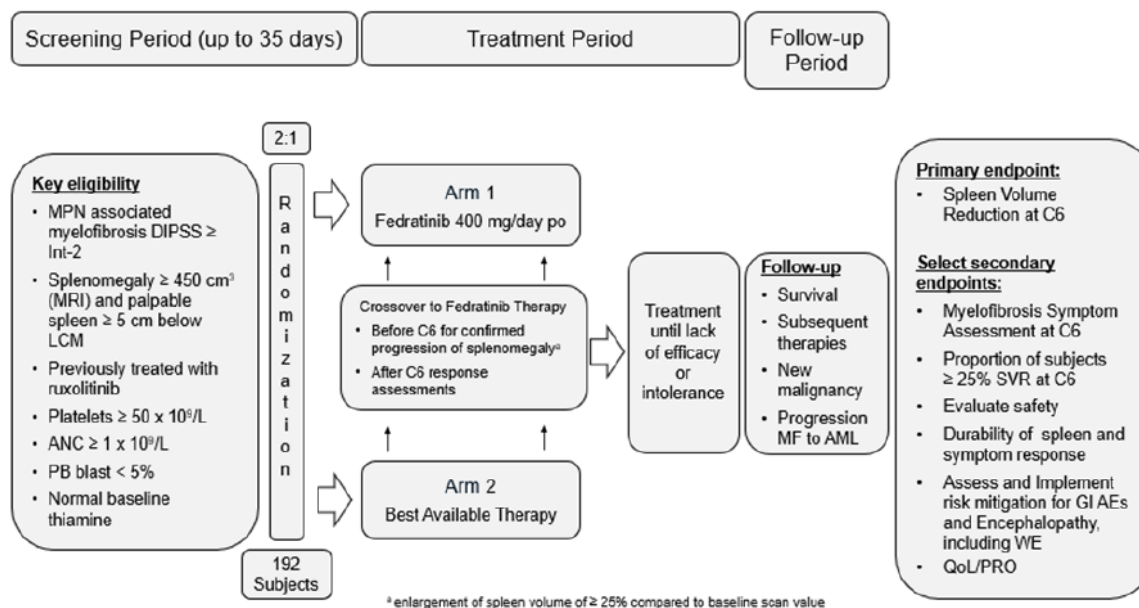 Screening Period (up to 35 days)
Treatment Period
Follow-up
Period
2:1
Key eligibility
• MPN associated
myelofibrosis DIPSS ≥
Int-2
• Splenomegaly ≥ 450 cm³
(MRI) and palpable
spleen ≥ 5 cm below
LCM
• Previously treated with
ruxolitinib
• Platelets ≥ 50 x 10⁹/L
• ANC ≥ 1 x 10⁹/L
• PB blast < 5%
• Normal baseline
thiamine
Randomization
192
Subjects
Arm 1
Fedratinib 400 mg/day po
Crossover to Fedratinib Therapy
• Before C6 for confirmed
progression of splenomegalyᵃ
• After C6 response
assessments
Arm 2
Best Available Therapy
Treatment
until lack
of efficacy
or
intolerance
Follow-up
• Survival
• Subsequent
therapies
• New
malignancy
• Progression
MF to AML
Primary endpoint:
• Spleen Volume
Reduction at C6
Select secondary
endpoints:
• Myelofibrosis Symptom
Assessment at C6
• Proportion of subjects
≥ 25% SVR at C6
• Evaluate safety
• Durability of spleen and
symptom response
• Assess and Implement
risk mitigation for GI AEs
and Encephalopathy,
including WE
• QoL/PRO
ᵃ enlargement of spleen volume of ≥ 25% compared to baseline scan value